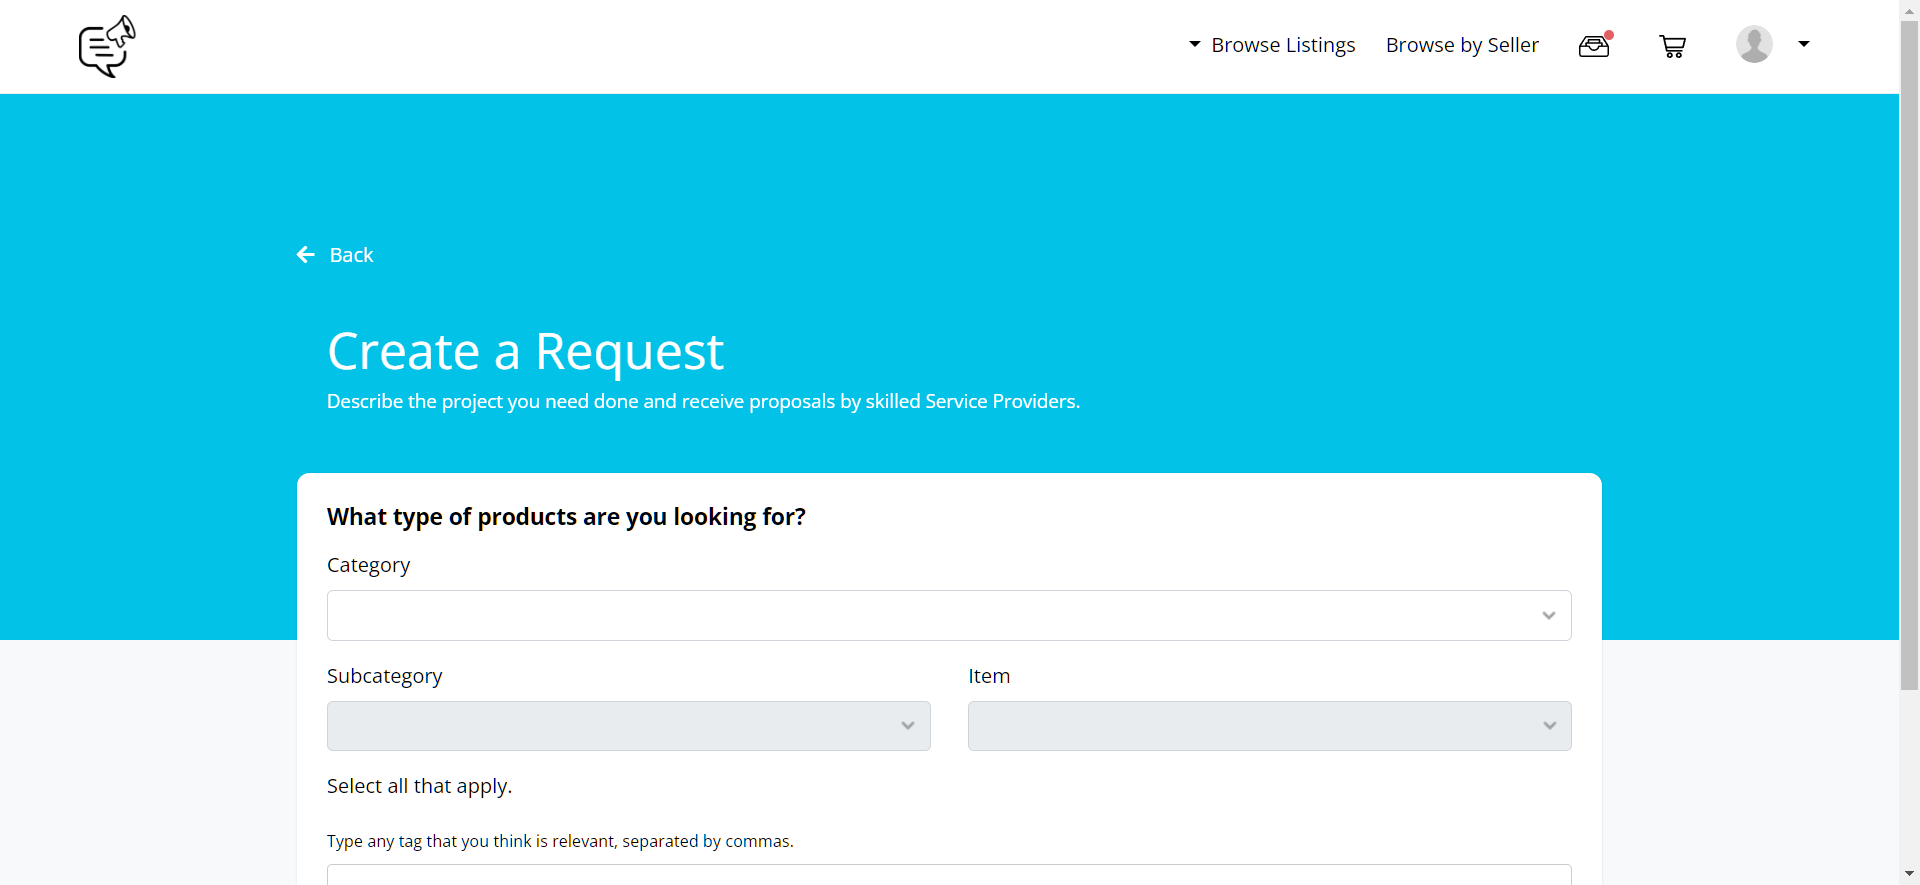 Browse Listings Browse by Seller
Back
Create a Request
Describe the project you need done and receive proposals by skilled Service Providers.
What type of products are you looking for?
Category
Subcategory Item
Select all that apply.
Type any tag that you think is relevant, separated by commas.